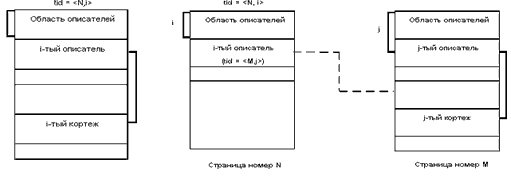 tid = <N,i>
Область описателей
i-тый описатель
i-тый кортеж
tid = <N, i>
i
Область описателей
i-тый описатель
(tid = <M,j>)
Страница номер N
j
Область описателей
j-тый описатель
j-тый кортеж
Страница номер M